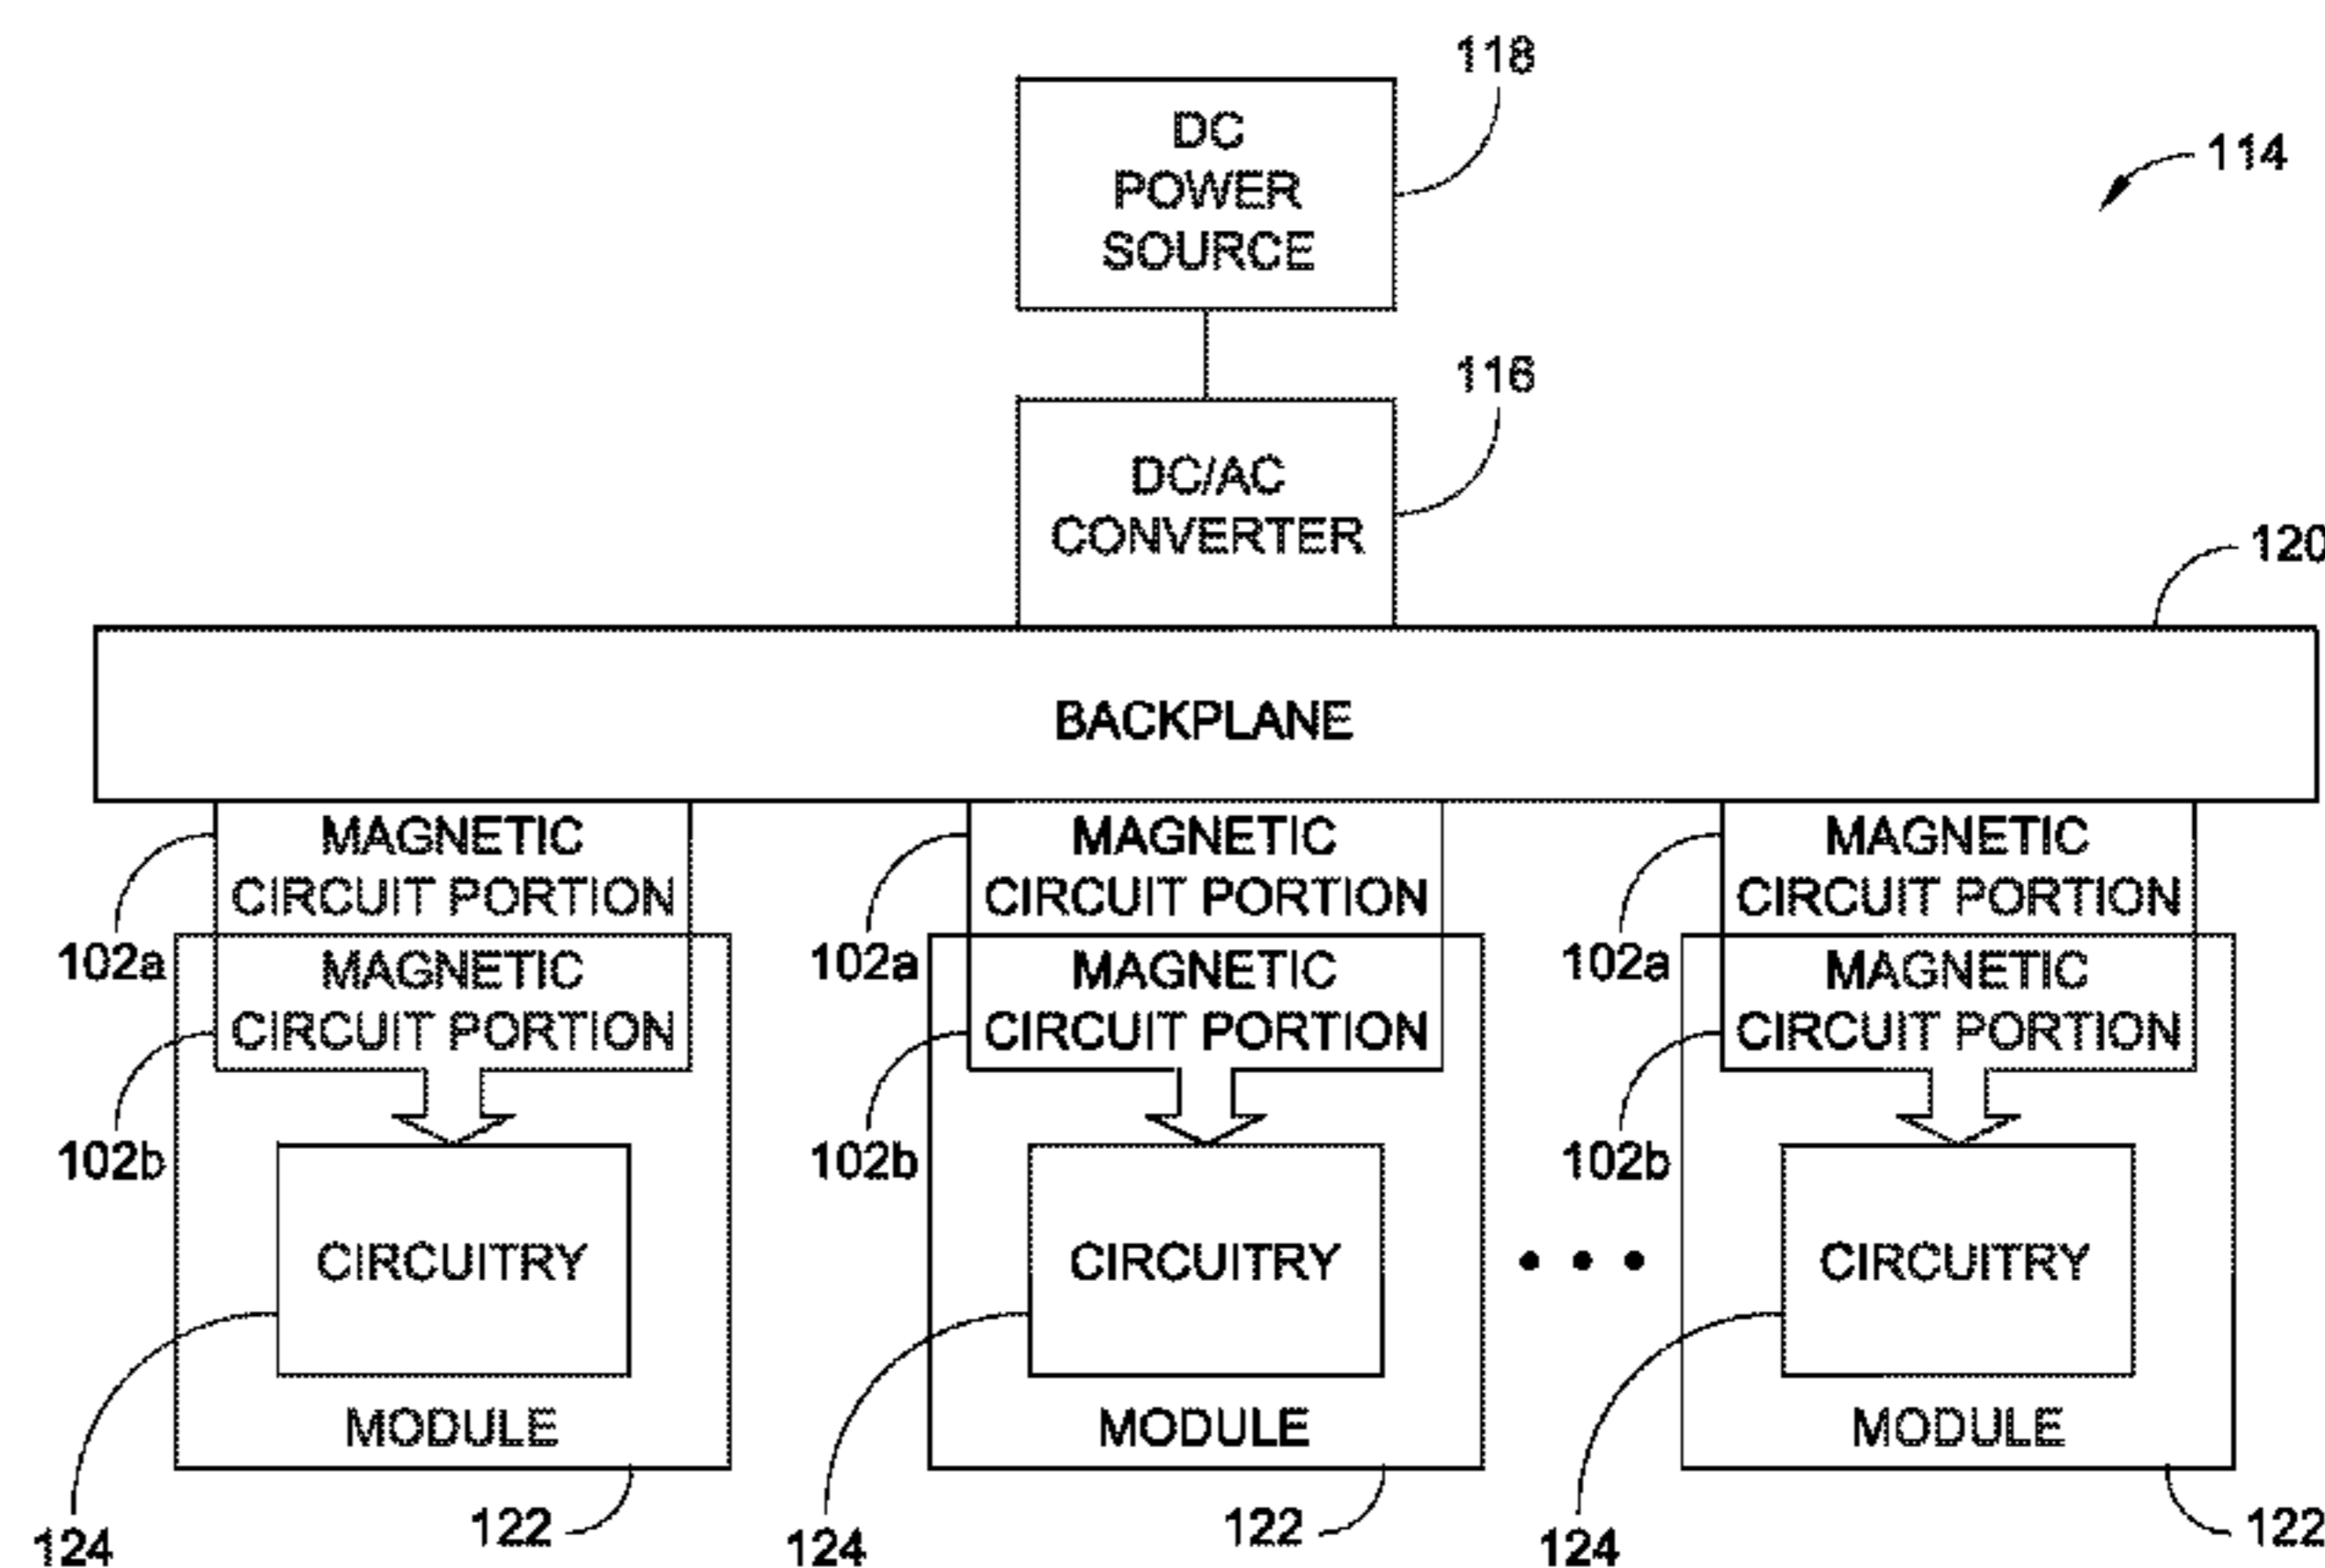 118
DC
POWER
SOURCE
114
116
DC/AC
CONVERTER
120
BACKPLANE
MAGNETIC
CIRCUIT PORTION
MAGNETIC
CIRCUIT PORTION
MAGNETIC
CIRCUIT PORTION
102a
102a
102a
MAGNETIC
CIRCUIT PORTION
MAGNETIC
CIRCUIT PORTION
MAGNETIC
CIRCUIT PORTION
102b
102b
102b
CIRCUITRY
CIRCUITRY
CIRCUITRY
MODULE
MODULE
MODULE
124
122
124
122
124
122